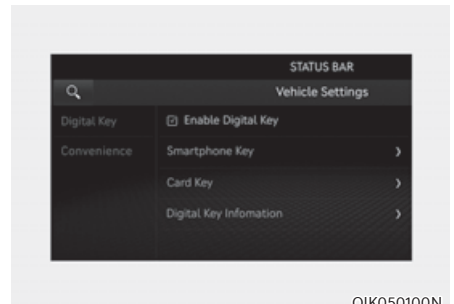 STATUS BAR
Vehicle Settings
Digital Key
Enable Digital Key
Convenience
Smartphone Key
Card Key
Digital Key Infomation
OIK050100N